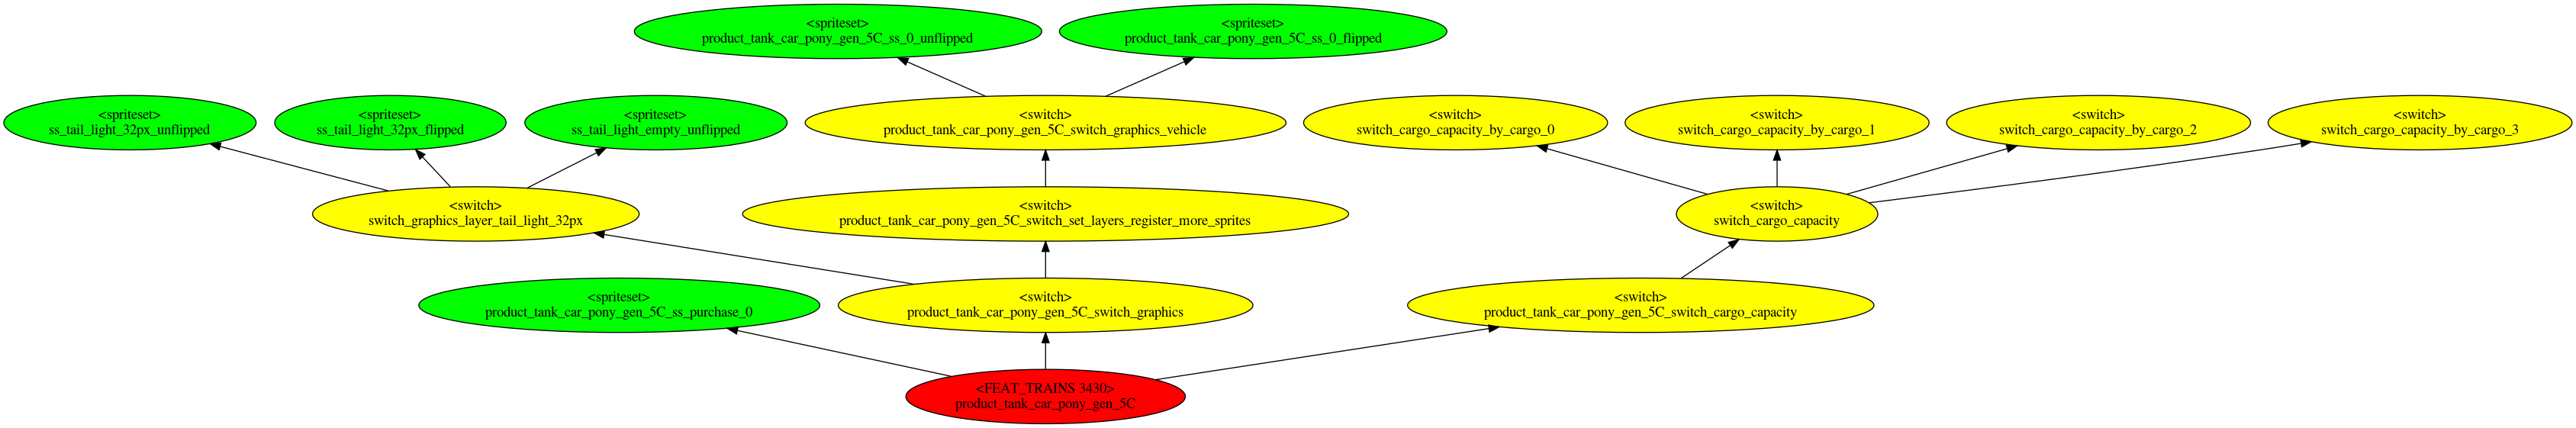 <spriteset>
product_tank_car_pony_gen_5C_ss_0_unflipped
<spriteset>
product_tank_car_pony_gen_5C_ss_0_flipped
<spriteset>
ss_tail_light_32px_unflipped
<spriteset>
ss_tail_light_32px_flipped
<spriteset>
ss_tail_light_empty_unflipped
<switch>
product_tank_car_pony_gen_5C_switch_graphics_vehicle
<switch>
switch_cargo_capacity_by_cargo_0
<switch>
switch_cargo_capacity_by_cargo_1
<switch>
switch_cargo_capacity_by_cargo_2
<switch>
switch_cargo_capacity_by_cargo_3
<switch>
switch_graphics_layer_tail_light_32px
<switch>
product_tank_car_pony_gen_5C_switch_set_layers_register_more_sprites
<switch>
switch_cargo_capacity
<spriteset>
product_tank_car_pony_gen_5C_ss_purchase_0
<switch>
product_tank_car_pony_gen_5C_switch_graphics
<switch>
product_tank_car_pony_gen_5C_switch_cargo_capacity
<FEAT_TRAINS 3430>
product_tank_car_pony_gen_5C